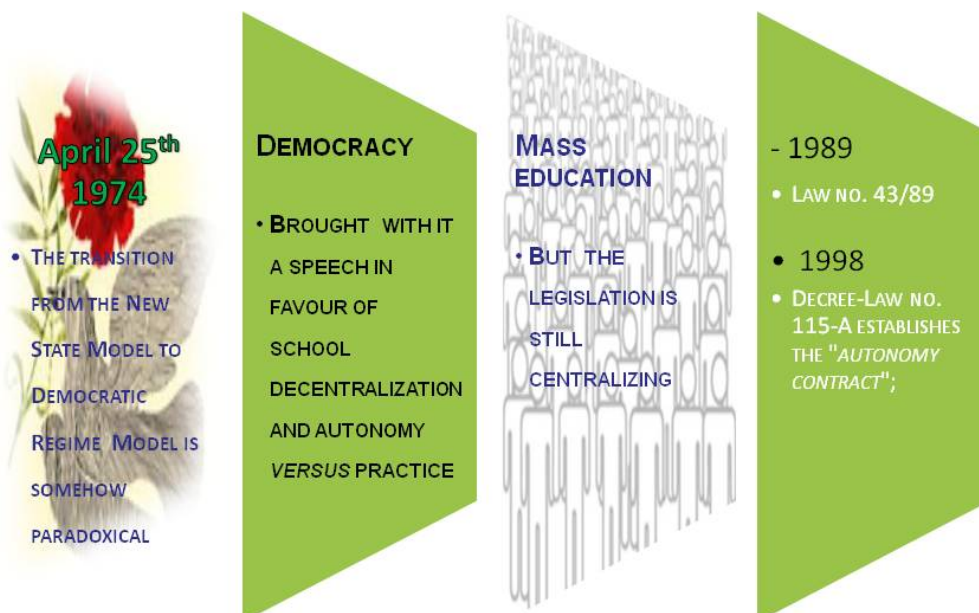 April 25th
1974
• The transition
from the New
State Model to
Democratic
Regime Model is
somehow
paradoxical
Democracy
• Brought with it
a speech in
favour of
school
decentralization
and autonomy
versus practice
Mass
education
• But the
legislation is
still
centralizing
- 1989
• Law no. 43/89
• 1998
• Decree-Law no.
115-A establishes
the "autonomy
contract";